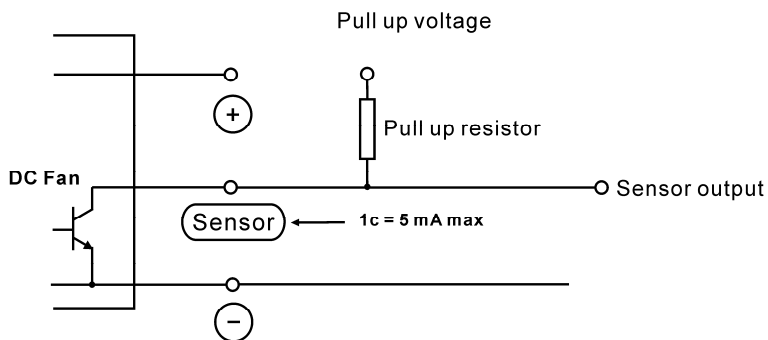 Pull up voltage
+
Pull up resistor
DC Fan
Sensor output
Sensor
1c = 5 mA max
−